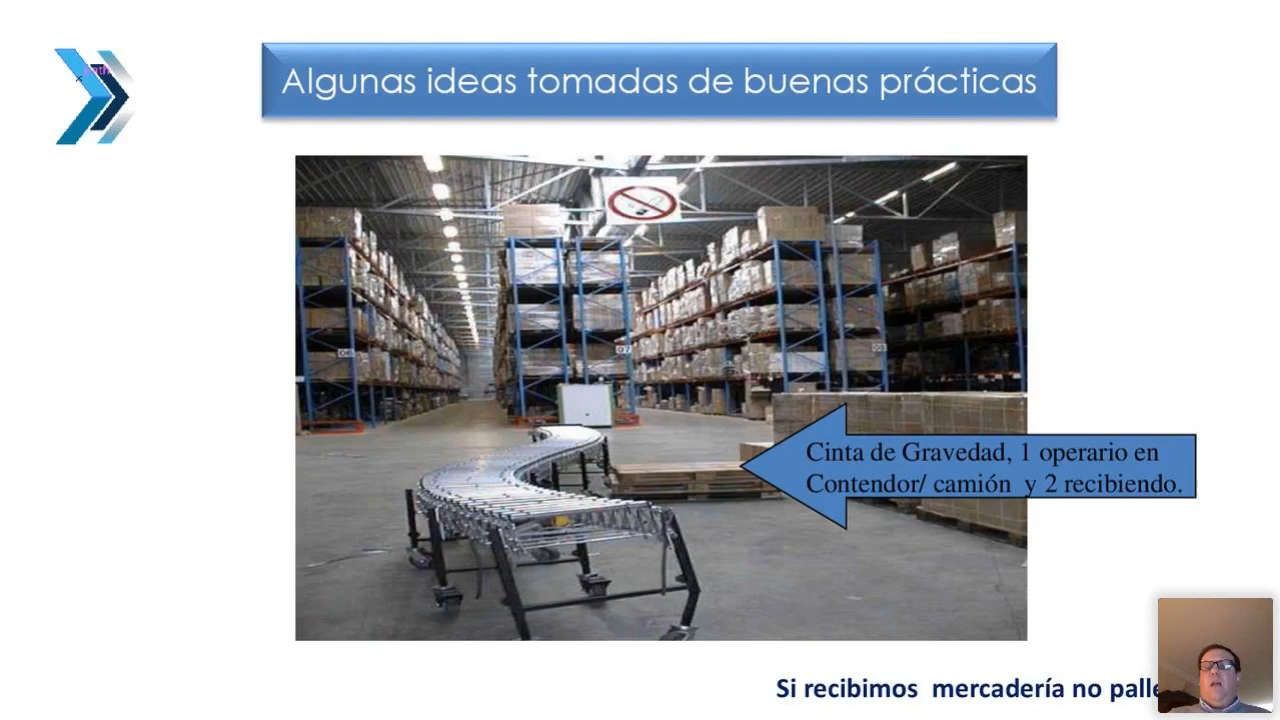 Algunas ideas tomadas de buenas prácticas
Cinta de Gravedad, 1 operario en
Contendor/ camión y 2 recibiendo.
Si recibimos mercadería no